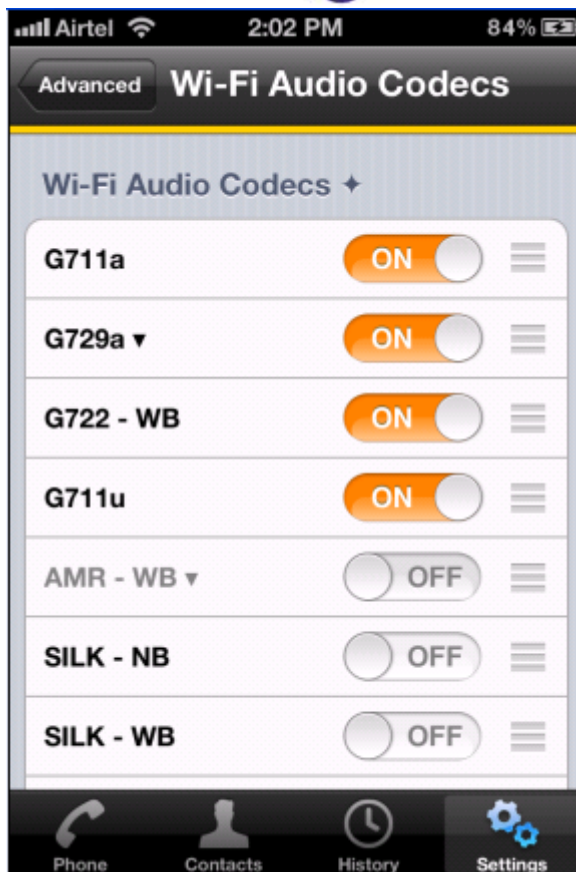 Airtel 2:02 PM 84%
Advanced Wi-Fi Audio Codecs
Wi-Fi Audio Codecs ✦
G711a ON
G729a ▾ ON
G722 - WB ON
G711u ON
AMR - WB ▾ OFF
SILK - NB OFF
SILK - WB OFF
Phone Contacts History Settings